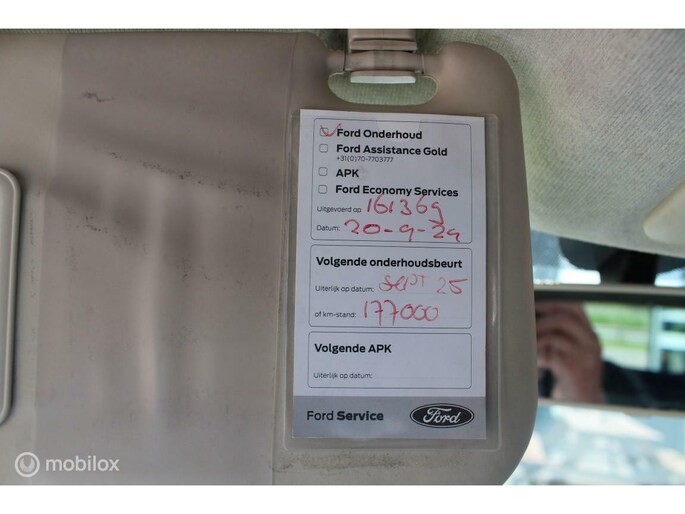 Ford Onderhoud
Ford Assistance Gold
+31(0)70-7703777
APK
Ford Economy Services
Uitgevoerd op 161369
Datum: 20-9-24
Volgende onderhoudsbeurt
Uiterlijk op datum: sept 25
of km-stand: 177000
Volgende APK
Uiterlijk op datum:
Ford Service
Ford
mobilox